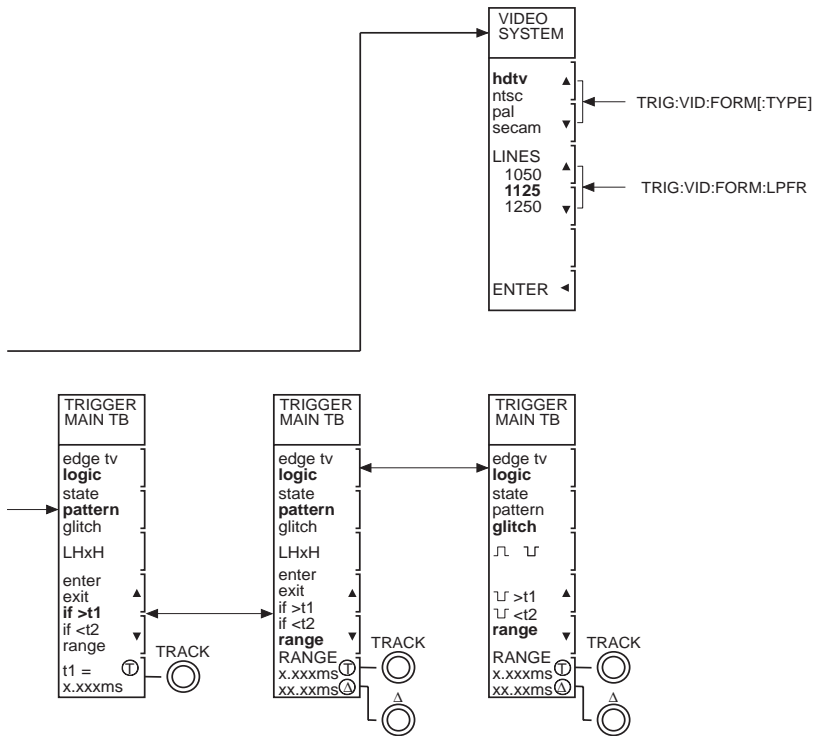 VIDEO
SYSTEM
hdtv
ntsc
pal
secam
TRIG:VID:FORM[:TYPE]
LINES
1050
1125
1250
TRIG:VID:FORM:LPFR
ENTER
TRIGGER
MAIN TB
edge tv
logic
state
pattern
glitch
LHxH
enter
exit
if >t1
if <t2
range
t1 =
x.xxxms
T
TRACK
TRIGGER
MAIN TB
edge tv
logic
state
pattern
glitch
LHxH
enter
exit
if >t1
if <t2
range
RANGE
x.xxxms T
xx.xxms Δ
TRACK
Δ
TRIGGER
MAIN TB
edge tv
logic
state
pattern
glitch
>t1
<t2
range
RANGE
x.xxxms T
xx.xxms Δ
TRACK
Δ